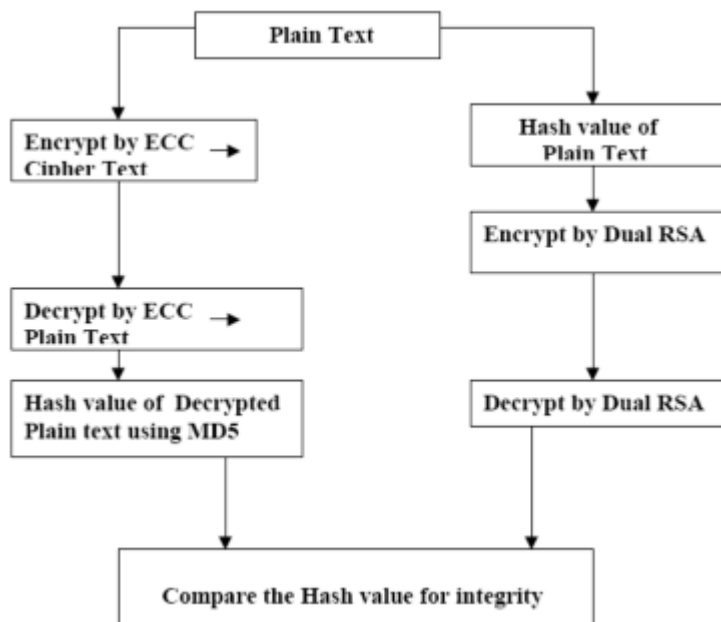 Plain Text
Encrypt by ECC →
Cipher Text
Hash value of
Plain Text
Encrypt by Dual RSA
Decrypt by ECC →
Plain Text
Hash value of Decrypted
Plain text using MD5
Decrypt by Dual RSA
Compare the Hash value for integrity